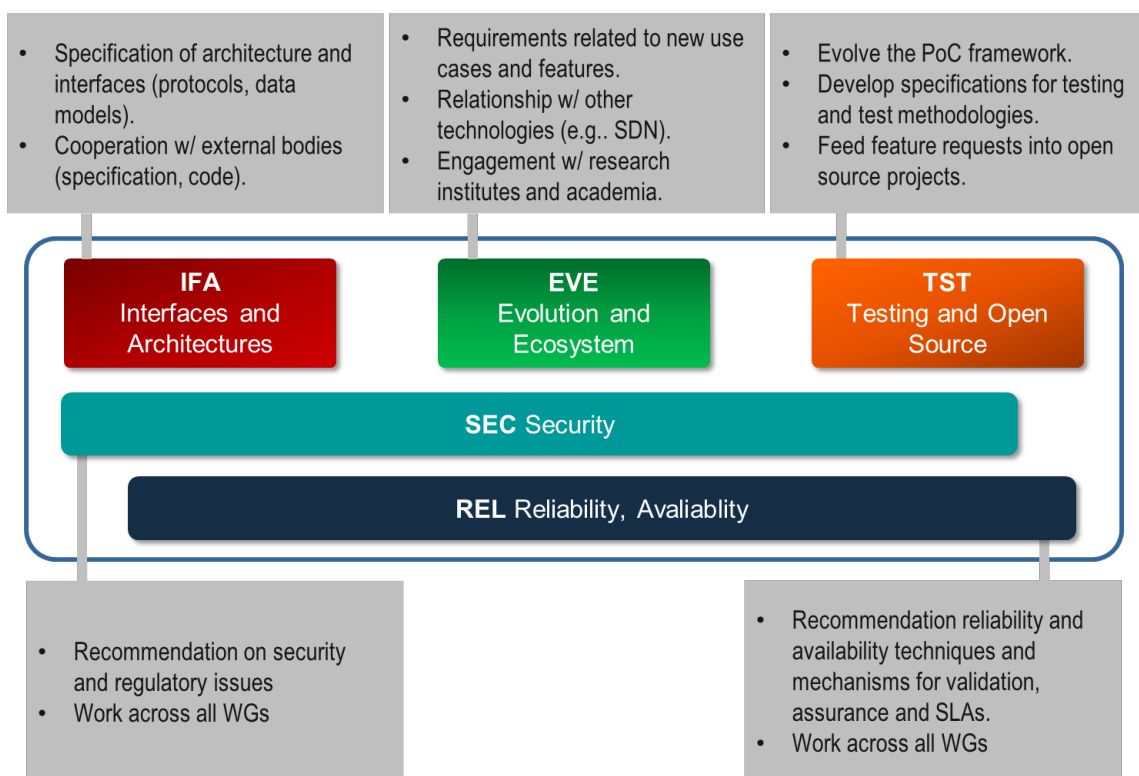 • Specification of architecture and
interfaces (protocols, data
models).
• Cooperation w/ external bodies
(specification, code).
• Requirements related to new use
cases and features.
• Relationship w/ other
technologies (e.g.. SDN).
• Engagement w/ research
institutes and academia.
• Evolve the PoC framework.
• Develop specifications for testing
and test methodologies.
• Feed feature requests into open
source projects.
IFA
Interfaces and
Architectures
EVE
Evolution and
Ecosystem
TST
Testing and Open
Source
SEC Security
REL Reliability, Avaliablity
• Recommendation on security
and regulatory issues
• Work across all WGs
• Recommendation reliability and
availability techniques and
mechanisms for validation,
assurance and SLAs.
• Work across all WGs